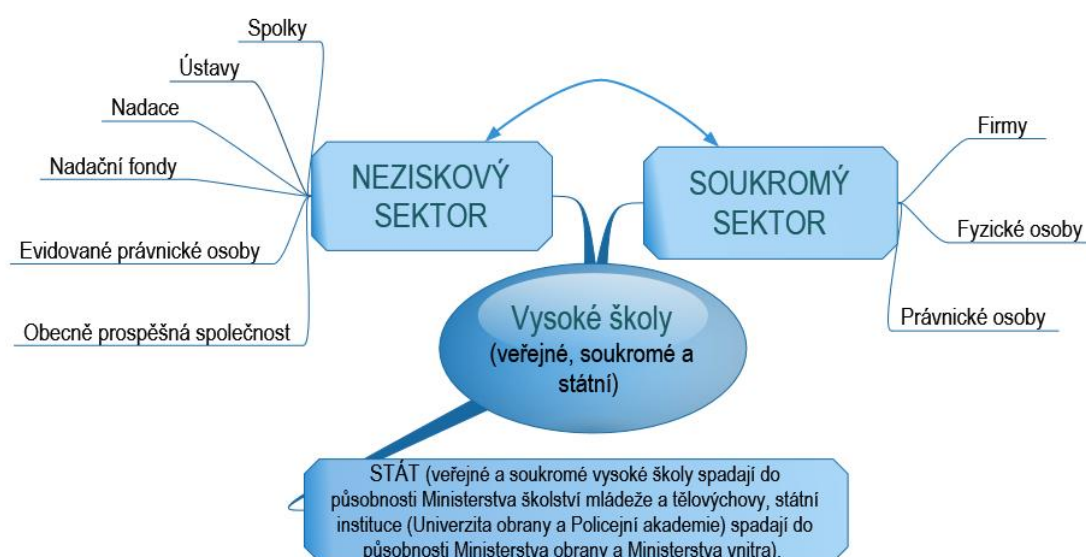 Spolky
Ústavy
Nadace
Nadační fondy
Evidované právnické osoby
Obecně prospěšná společnost
NEZISKOVÝ
SEKTOR
SOUKROMÝ
SEKTOR
Firmy
Fyzické osoby
Právnické osoby
Vysoké školy
(veřejné, soukromé a
státní)
STÁT (veřejné a soukromé vysoké školy spadají do
působnosti Ministerstva školství mládeže a tělovýchovy, státní
instituce (Univerzita obrany a Policejní akademie) spadají do
působnosti Ministerstva obrany a Ministerstva vnitra).